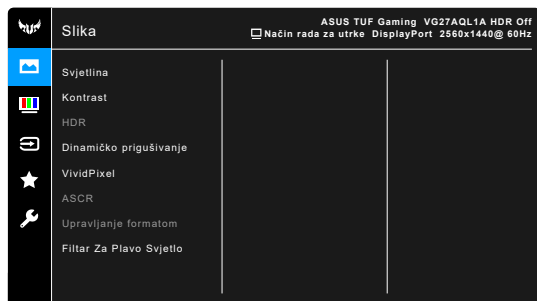 Slika
ASUS TUF Gaming VG27AQL1A HDR Off
Način rada za utrke DisplayPort 2560x1440@ 60Hz
Svjetlina
Kontrast
HDR
Dinamičko prigušivanje
VividPixel
ASCR
Upravljanje formatom
Filtar Za Plavo Svjetlo